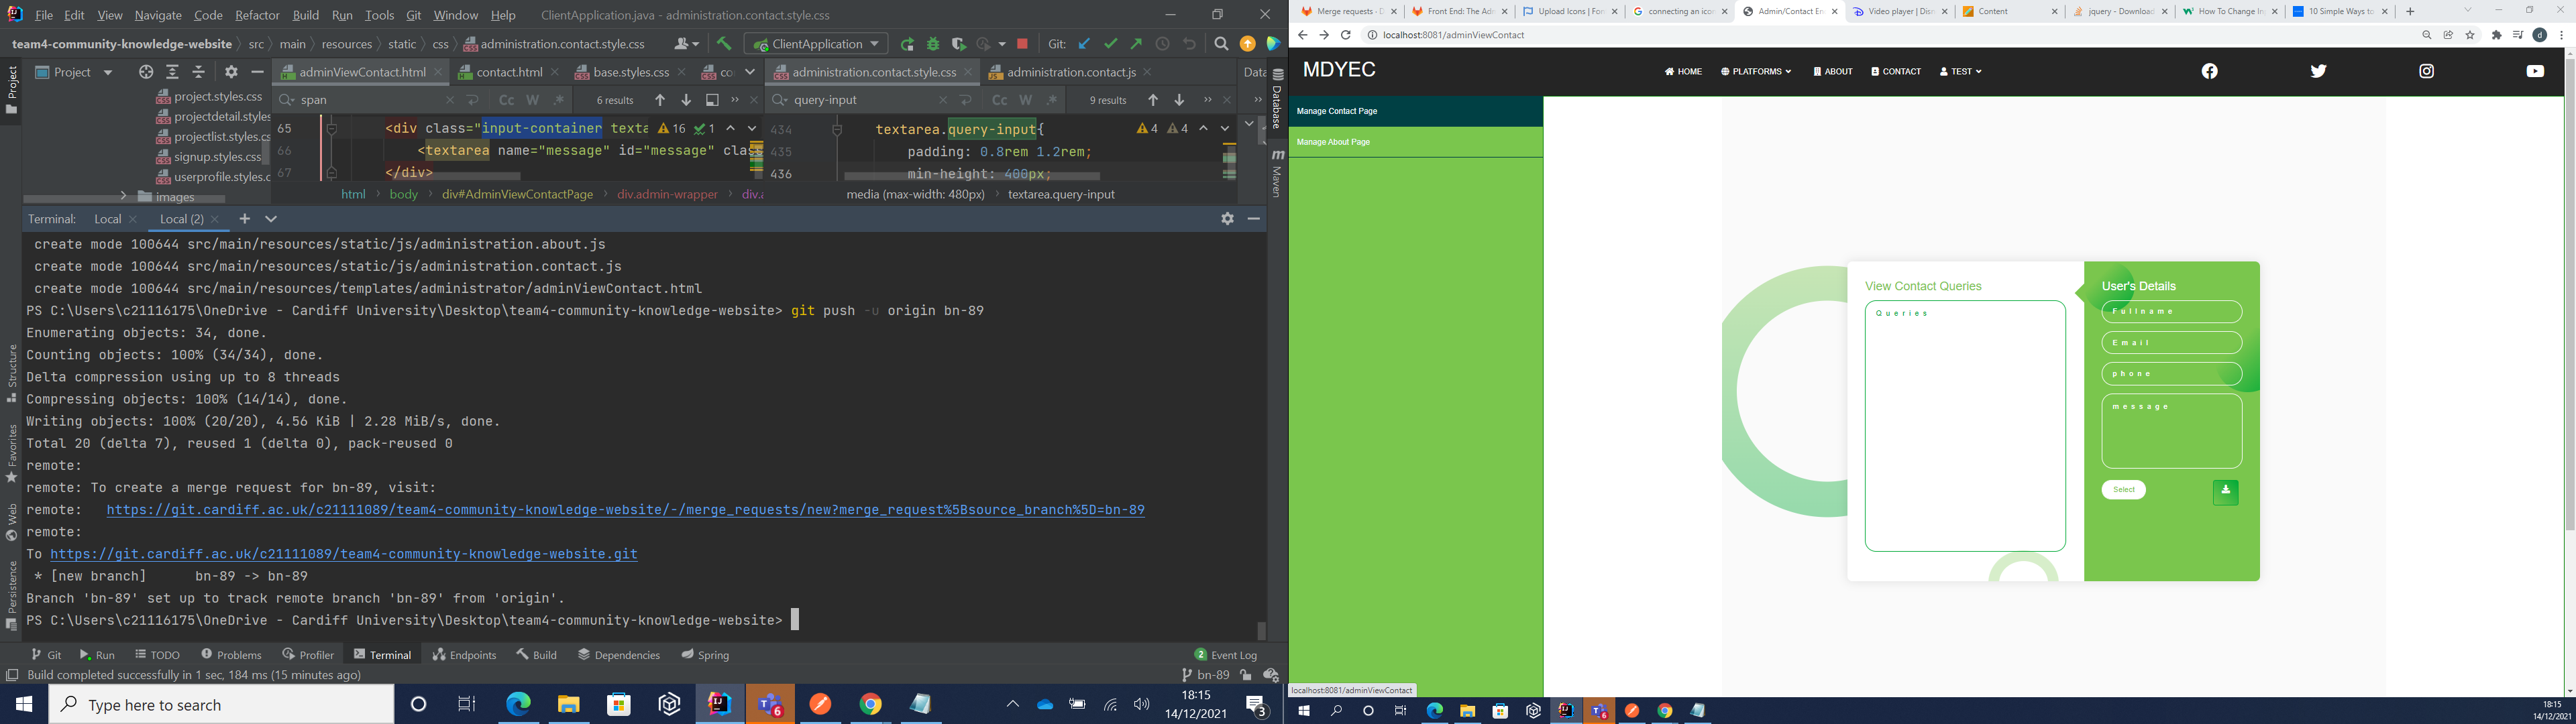 File Edit View Navigate Code Refactor Build Run Tools Git Window Help ClientApplication.java - administration.contact.style.css
team4-community-knowledge-website src main resources static css administration.contact.style.css ClientApplication Git:
Project adminViewContact.html contact.html base.styles.css co administration.contact.style.css administration.contact.js Data
Project
project.styles.css
projectdetail.styles
projectlist.styles.cs
signup.styles.css
userprofile.styles.c
images
span Cc W .* 6 results
65 <div class="input-container texta 16 1
66 <textarea name="message" id="message" clas
67 </div>
html body div#AdminViewContactPage div.admin-wrapper div.a
query-input Cc W .* 9 results
434 textarea.query-input{ 4 4
435 padding: 0.8rem 1.2rem;
436 min-height: 400px;
media (max-width: 480px) textarea.query-input
Database
Maven
Terminal: Local Local (2)
create mode 100644 src/main/resources/static/js/administration.about.js
create mode 100644 src/main/resources/static/js/administration.contact.js
create mode 100644 src/main/resources/templates/administrator/adminViewContact.html
PS C:\Users\c21116175\OneDrive - Cardiff University\Desktop\team4-community-knowledge-website> git push -u origin bn-89
Enumerating objects: 34, done.
Counting objects: 100% (34/34), done.
Delta compression using up to 8 threads
Compressing objects: 100% (14/14), done.
Writing objects: 100% (20/20), 4.56 KiB | 2.28 MiB/s, done.
Total 20 (delta 7), reused 1 (delta 0), pack-reused 0
remote:
remote: To create a merge request for bn-89, visit:
remote: https://git.cardiff.ac.uk/c21111089/team4-community-knowledge-website/-/merge_requests/new?merge_request%5Bsource_branch%5D=bn-89
remote:
To https://git.cardiff.ac.uk/c21111089/team4-community-knowledge-website.git
* [new branch] bn-89 -> bn-89
Branch 'bn-89' set up to track remote branch 'bn-89' from 'origin'.
PS C:\Users\c21116175\OneDrive - Cardiff University\Desktop\team4-community-knowledge-website>
Structure
Favorites
Web
Persistence
Git Run TODO Problems Profiler Terminal Endpoints Build Dependencies Spring 2 Event Log
Build completed successfully in 1 sec, 184 ms (15 minutes ago) bn-89
Type here to search 6 18:15
14/12/2021 3
Merge requests - D Front End: The Adm Upload Icons | Fon connecting an icon Admin/Contact En Video player | Disn Content jquery - Download How To Change In 10 Simple Ways to
localhost:8081/adminViewContact d
MDYEC HOME PLATFORMS ABOUT CONTACT TEST
Manage Contact Page
Manage About Page
View Contact Queries
Queries
User's Details
Fullname
Email
phone
message
Select
localhost:8081/adminViewContact
6 18:15
14/12/2021